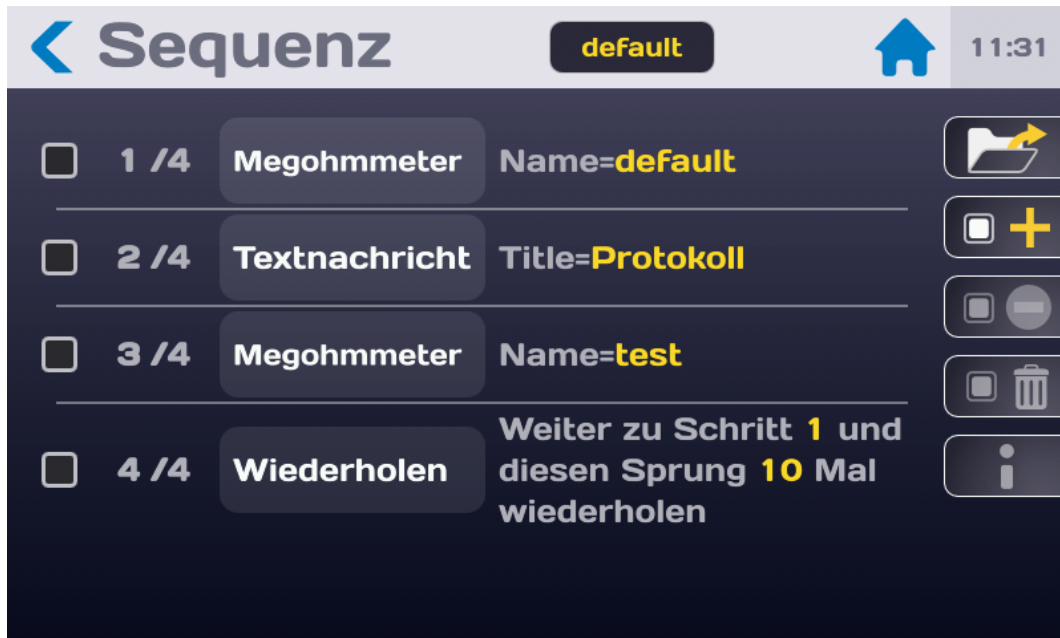 Sequenz default 11:31
1 /4 Megohmmeter Name=default
2 /4 Textnachricht Title=Protokoll
3 /4 Megohmmeter Name=test
4 /4 Wiederholen Weiter zu Schritt 1 und
diesen Sprung 10 Mal
wiederholen